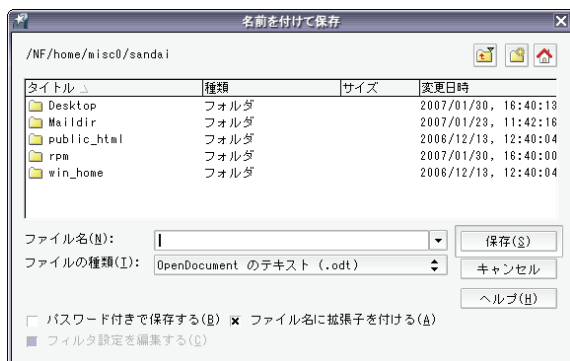 名前を付けて保存
/NF/home/misc0/sandai
タイトル 種類 サイズ 変更日時
Desktop フォルダ 2007/01/30, 16:40:13
Maildir フォルダ 2007/01/23, 11:42:16
public_html フォルダ 2006/12/13, 12:40:04
rpm フォルダ 2007/01/30, 16:40:00
win_home フォルダ 2006/12/13, 12:40:04
ファイル名(N): 保存(S)
ファイルの種類(T): OpenDocument のテキスト (.odt) キャンセル
ヘルプ(H)
パスワード付きで保存する(B) ファイル名に拡張子を付ける(A)
フィルタ設定を編集する(C)